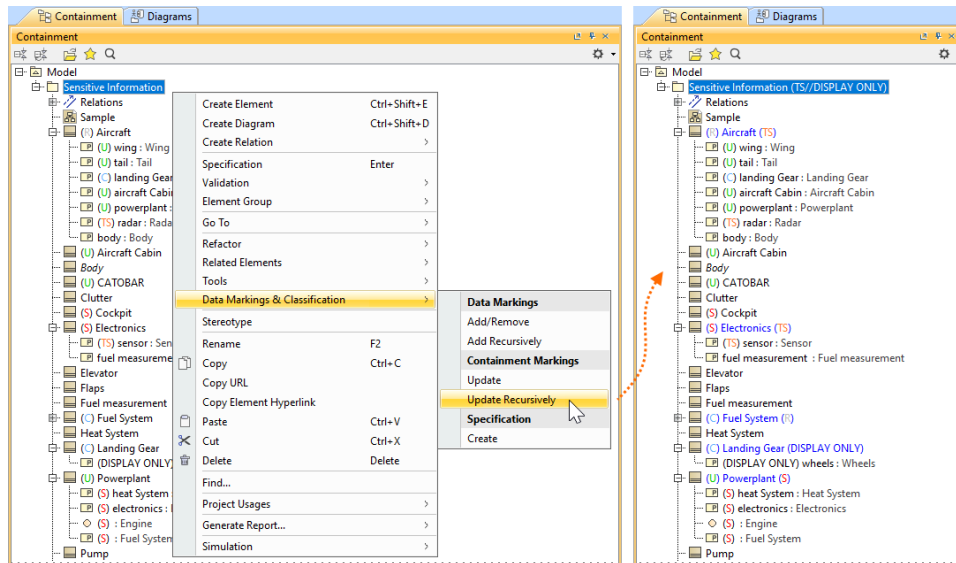 Containment
Diagrams
Containment
Model
Sensitive Information
Relations
Sample
(R) Aircraft
(U) wing : Wing
(U) tail : Tail
(C) landing Gear
(U) aircraft Cabi
(U) powerplant :
(TS) radar : Rada
body : Body
(U) Aircraft Cabin
Body
(U) CATOBAR
Clutter
(S) Cockpit
(S) Electronics
(TS) sensor : Sen
fuel measureme
Elevator
Flaps
Fuel measurement
(C) Fuel System
Heat System
(C) Landing Gear
(DISPLAY ONLY)
(U) Powerplant
(S) heat System
(S) electronics :
(S) : Engine
(S) : Fuel System
Pump
Create Element Ctrl+Shift+E
Create Diagram Ctrl+Shift+D
Create Relation
Specification Enter
Validation
Element Group
Go To
Refactor
Related Elements
Tools
Data Markings & Classification
Stereotype
Rename F2
Copy Ctrl+C
Copy URL
Copy Element Hyperlink
Paste Ctrl+V
Cut Ctrl+X
Delete Delete
Find...
Project Usages
Generate Report...
Simulation
Data Markings
Add/Remove
Add Recursively
Containment Markings
Update
Update Recursively
Specification
Create
Containment
Diagrams
Containment
Model
Sensitive Information (TS//DISPLAY ONLY)
Relations
Sample
(R) Aircraft (TS)
(U) wing : Wing
(U) tail : Tail
(C) landing Gear : Landing Gear
(U) aircraft Cabin : Aircraft Cabin
(U) powerplant : Powerplant
(TS) radar : Radar
body : Body
(U) Aircraft Cabin
Body
(U) CATOBAR
Clutter
(S) Cockpit
(S) Electronics (TS)
(TS) sensor : Sensor
fuel measurement : Fuel measurement
Elevator
Flaps
Fuel measurement
(C) Fuel System (R)
Heat System
(C) Landing Gear (DISPLAY ONLY)
(DISPLAY ONLY) wheels : Wheels
(U) Powerplant (S)
(S) heat System : Heat System
(S) electronics : Electronics
(S) : Engine
(S) : Fuel System
Pump